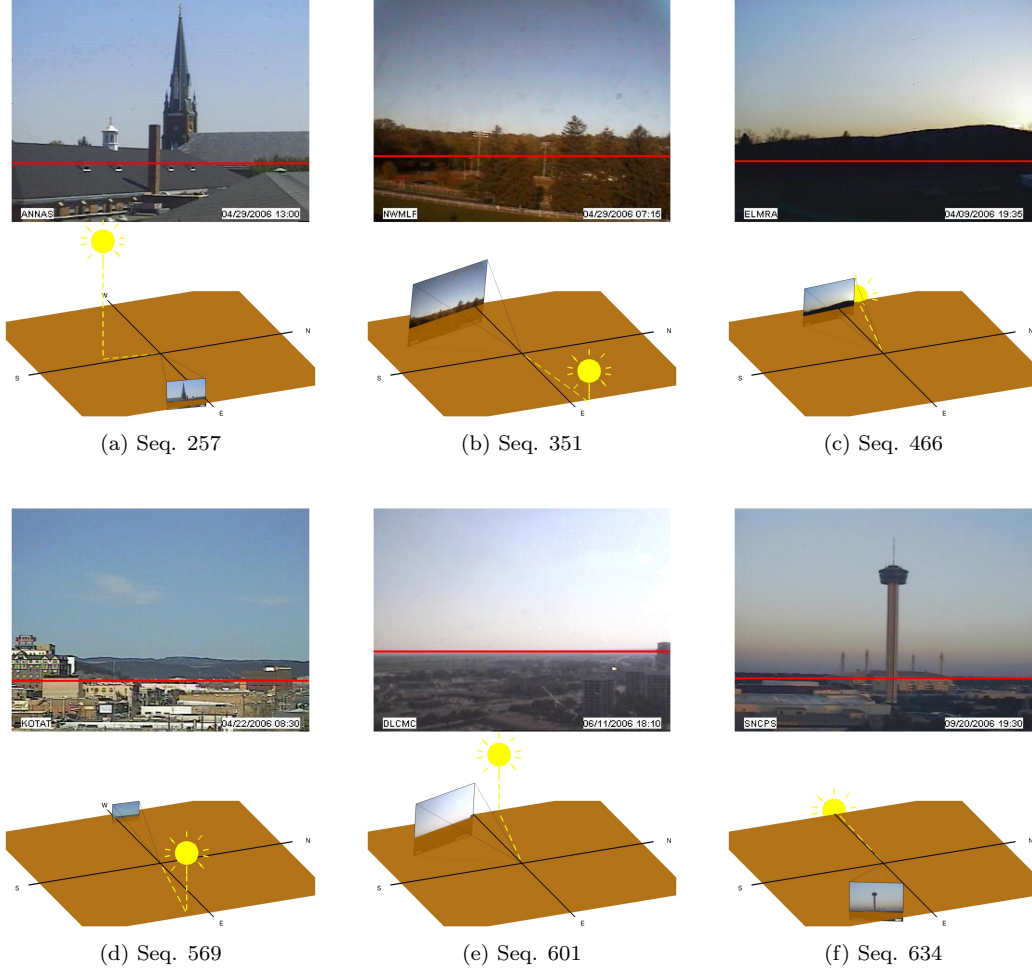 ANNAS 04/29/2006 13:00
NWMLF 04/29/2006 07:15
ELMRA 04/09/2006 19:35
W
N
S
E
N
S
E
N
S
E
(a) Seq. 257
(b) Seq. 351
(c) Seq. 466
KOTAT 04/22/2006 08:30
DLCMC 06/11/2006 18:10
SNCPS 09/20/2006 19:30
W
N
S
E
N
S
E
N
S
E
(d) Seq. 569
(e) Seq. 601
(f) Seq. 634